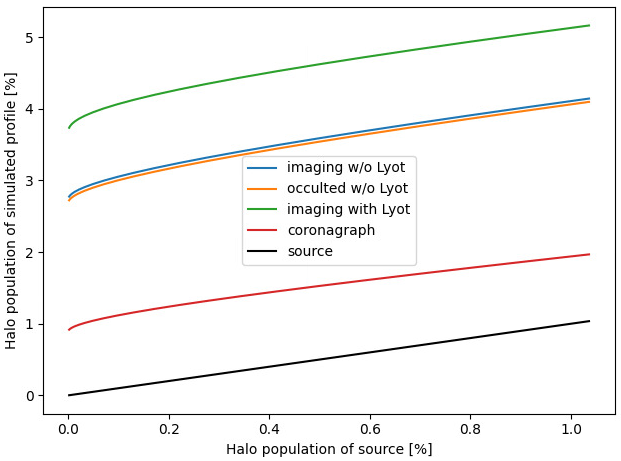 5
4
3
2
1
0
Halo population of simulated profile [%]
imaging w/o Lyot
occulted w/o Lyot
imaging with Lyot
coronagraph
source
0.0 0.2 0.4 0.6 0.8 1.0
Halo population of source [%]